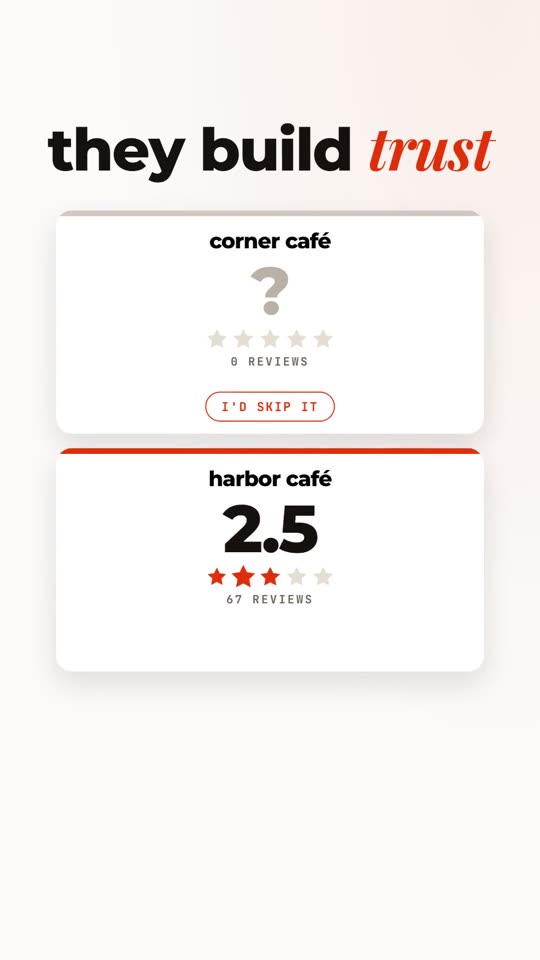 they build trust
corner café
?
0 REVIEWS
I'D SKIP IT
harbor café
2.5
67 REVIEWS